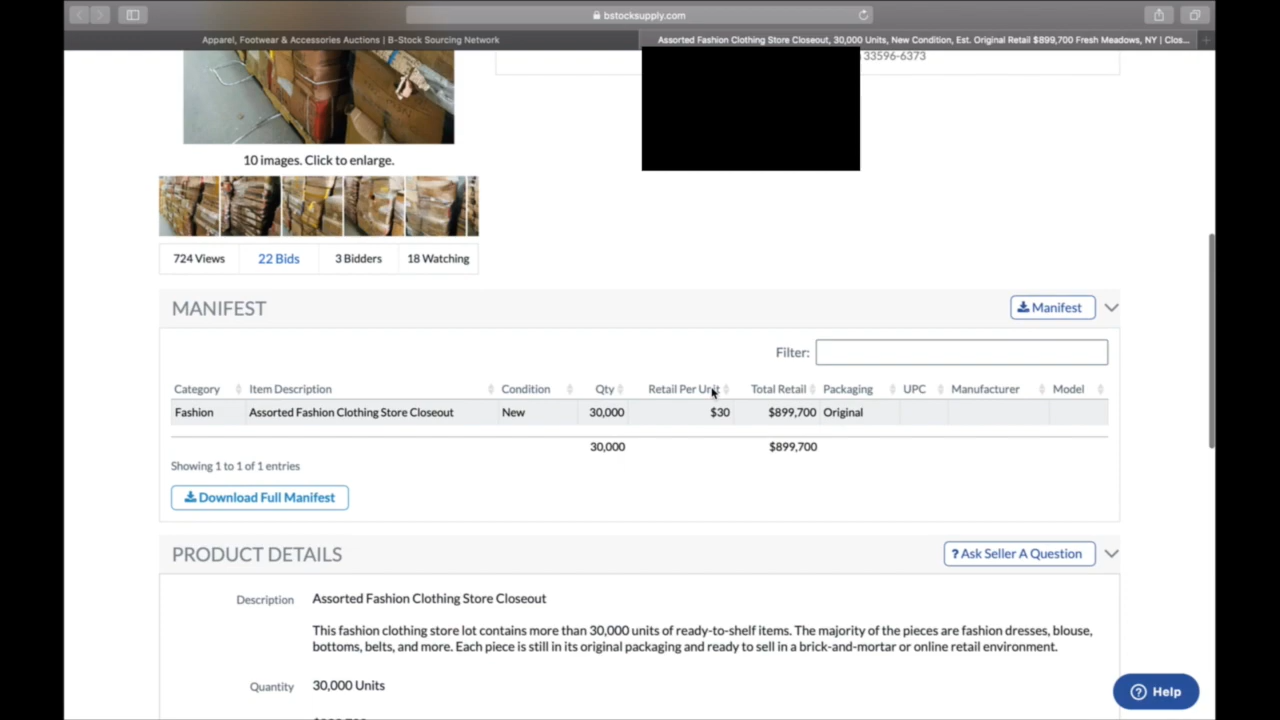 bstocksupply.com
Apparel, Footwear & Accessories Auctions | B-Stock Sourcing Network
Assorted Fashion Clothing Store Closeout, 30,000 Units, New Condition, Est. Original Retail $899,700 Fresh Meadows, NY | Clos...
33596-6373
10 images. Click to enlarge.
724 Views 22 Bids 3 Bidders 18 Watching
MANIFEST Manifest
Filter:
Category Item Description Condition Qty Retail Per Unit Total Retail Packaging UPC Manufacturer Model
Fashion Assorted Fashion Clothing Store Closeout New 30,000 $30 $899,700 Original
30,000 $899,700
Showing 1 to 1 of 1 entries
Download Full Manifest
PRODUCT DETAILS ? Ask Seller A Question
Description Assorted Fashion Clothing Store Closeout
This fashion clothing store lot contains more than 30,000 units of ready-to-shelf items. The majority of the pieces are fashion dresses, blouse,
bottoms, belts, and more. Each piece is still in its original packaging and ready to sell in a brick-and-mortar or online retail environment.
Quantity 30,000 Units
Help